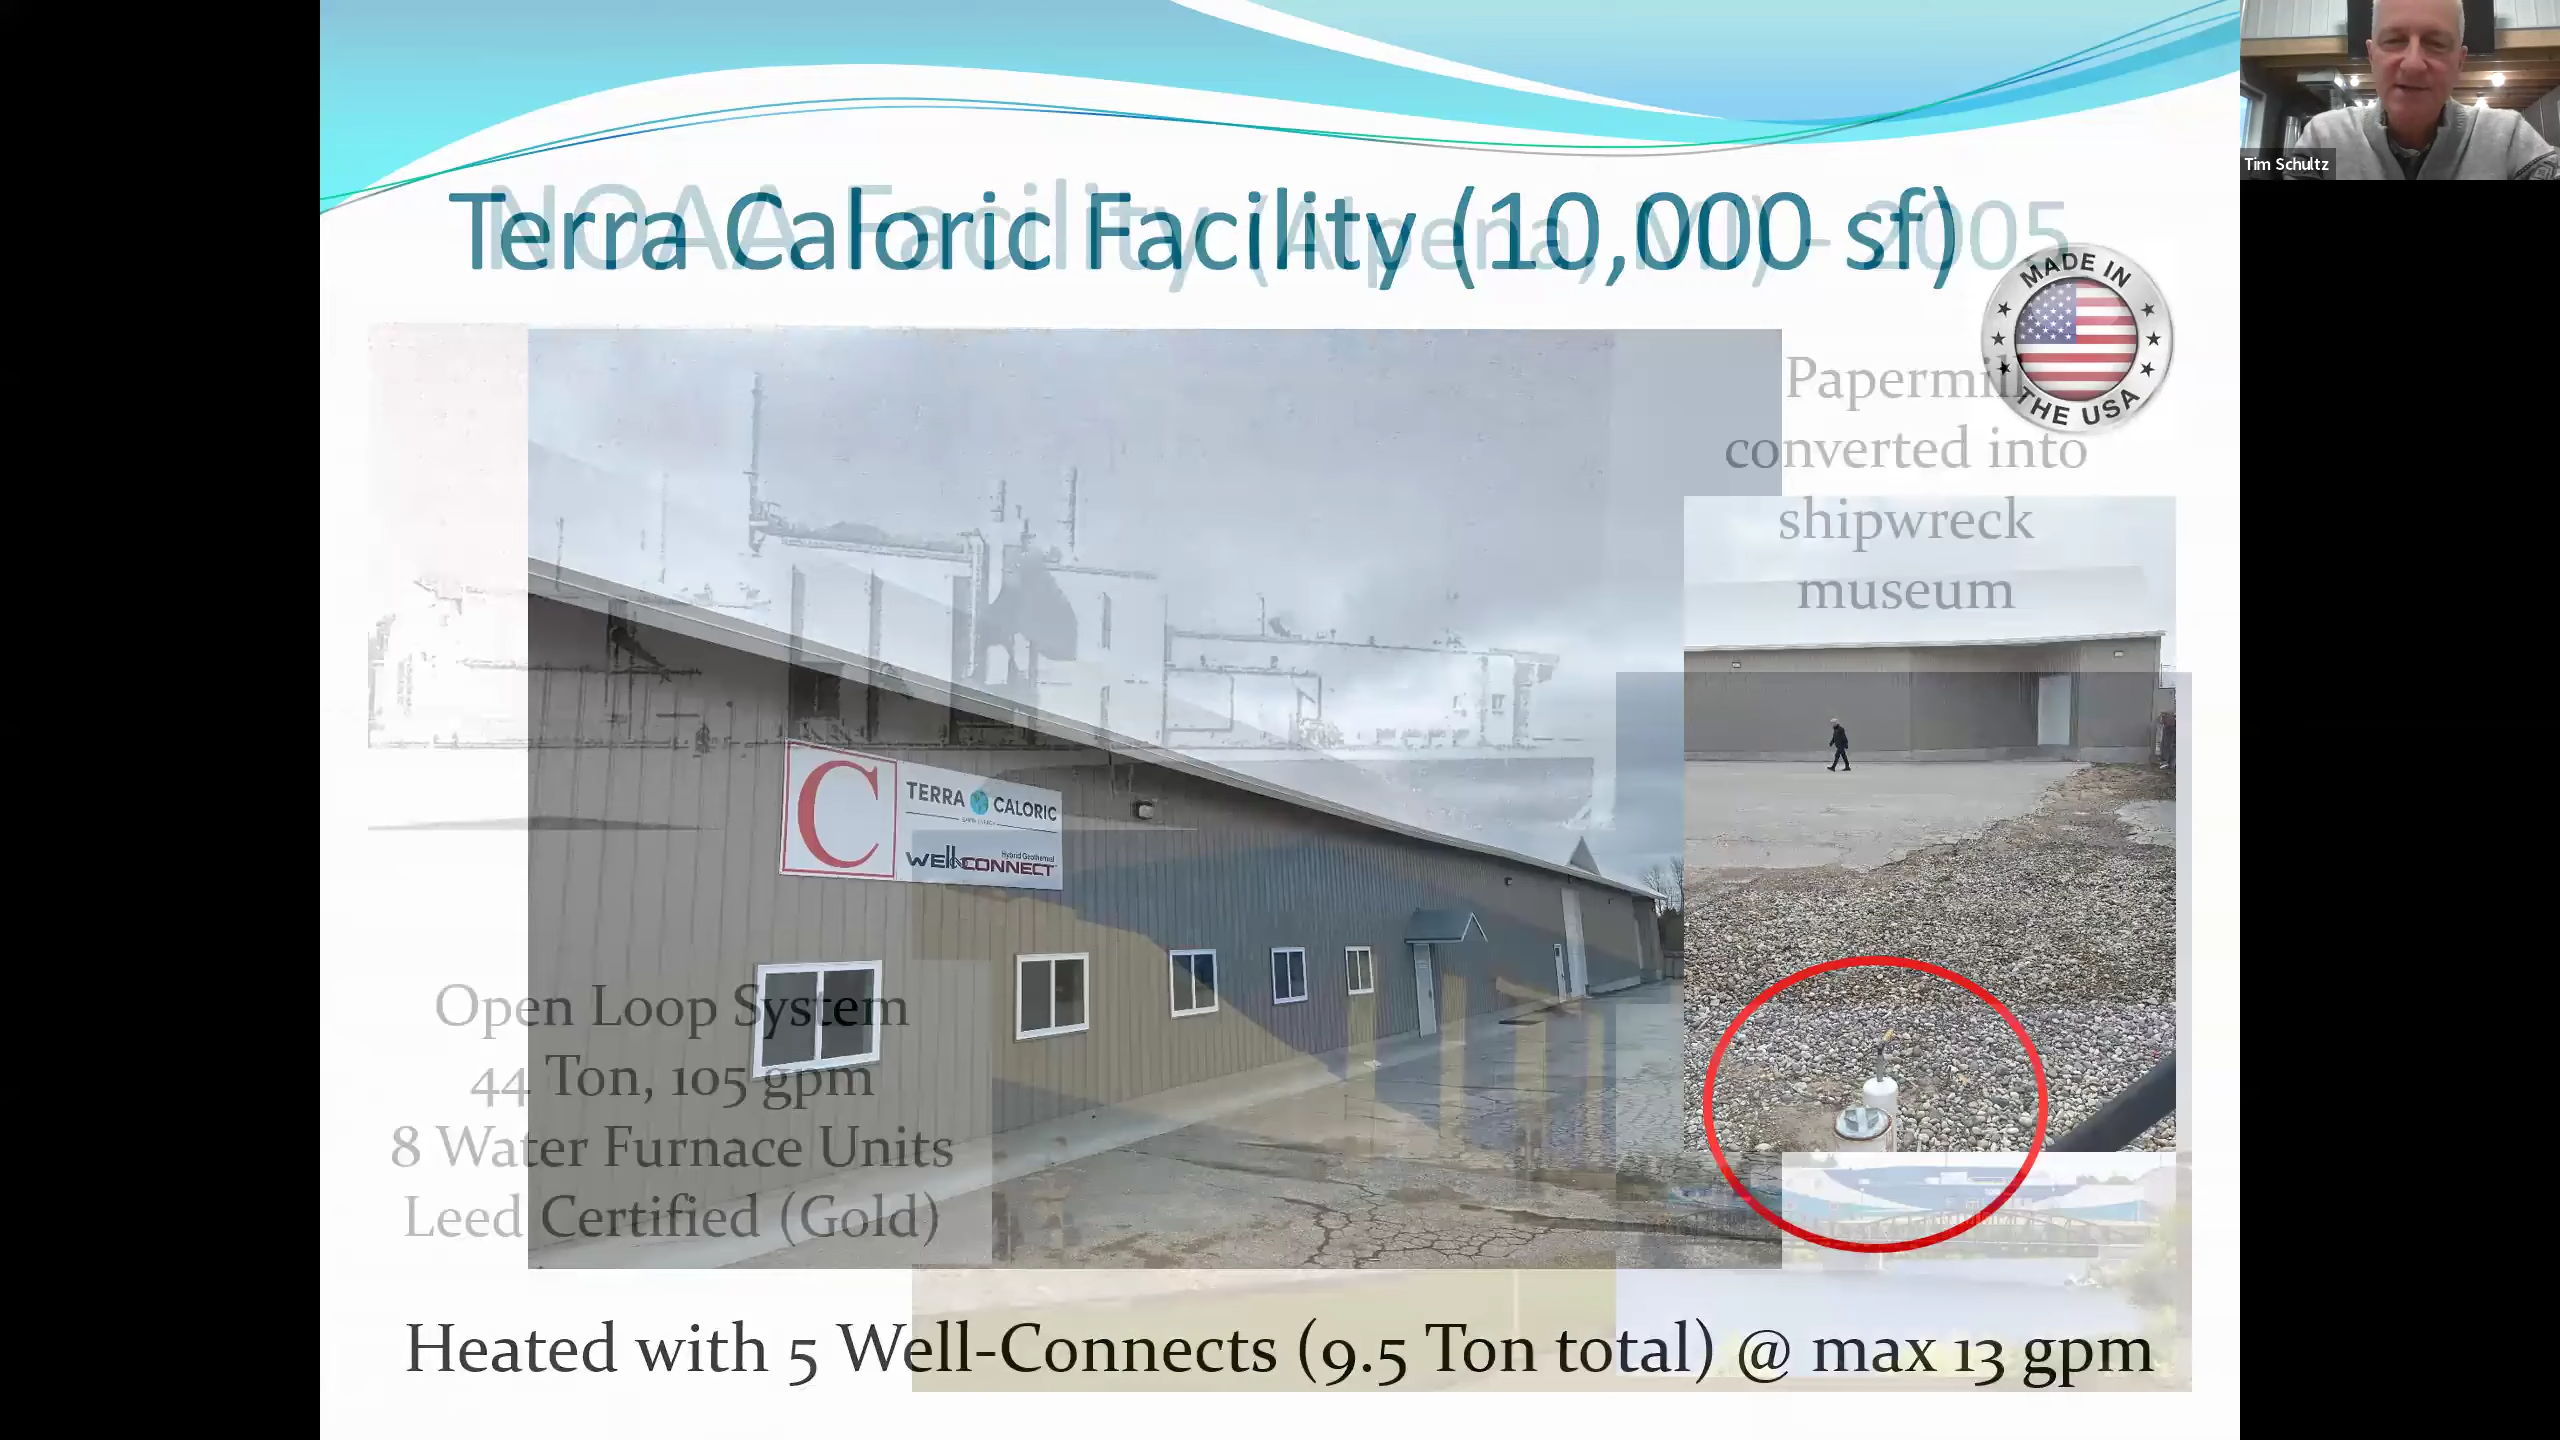 Tim Schultz
Terra Caloric Facility (10,000 sf)
NOAA Facility (Alpena, MI) - 2005
MADE IN
THE USA
Papermill
converted into
shipwreck
museum
C
TERRA CALORIC
Hybrid Geothermal
WELLCONNECT
Open Loop System
44 Ton, 105 gpm
8 Water Furnace Units
Leed Certified (Gold)
Heated with 5 Well-Connects (9.5 Ton total) @ max 13 gpm